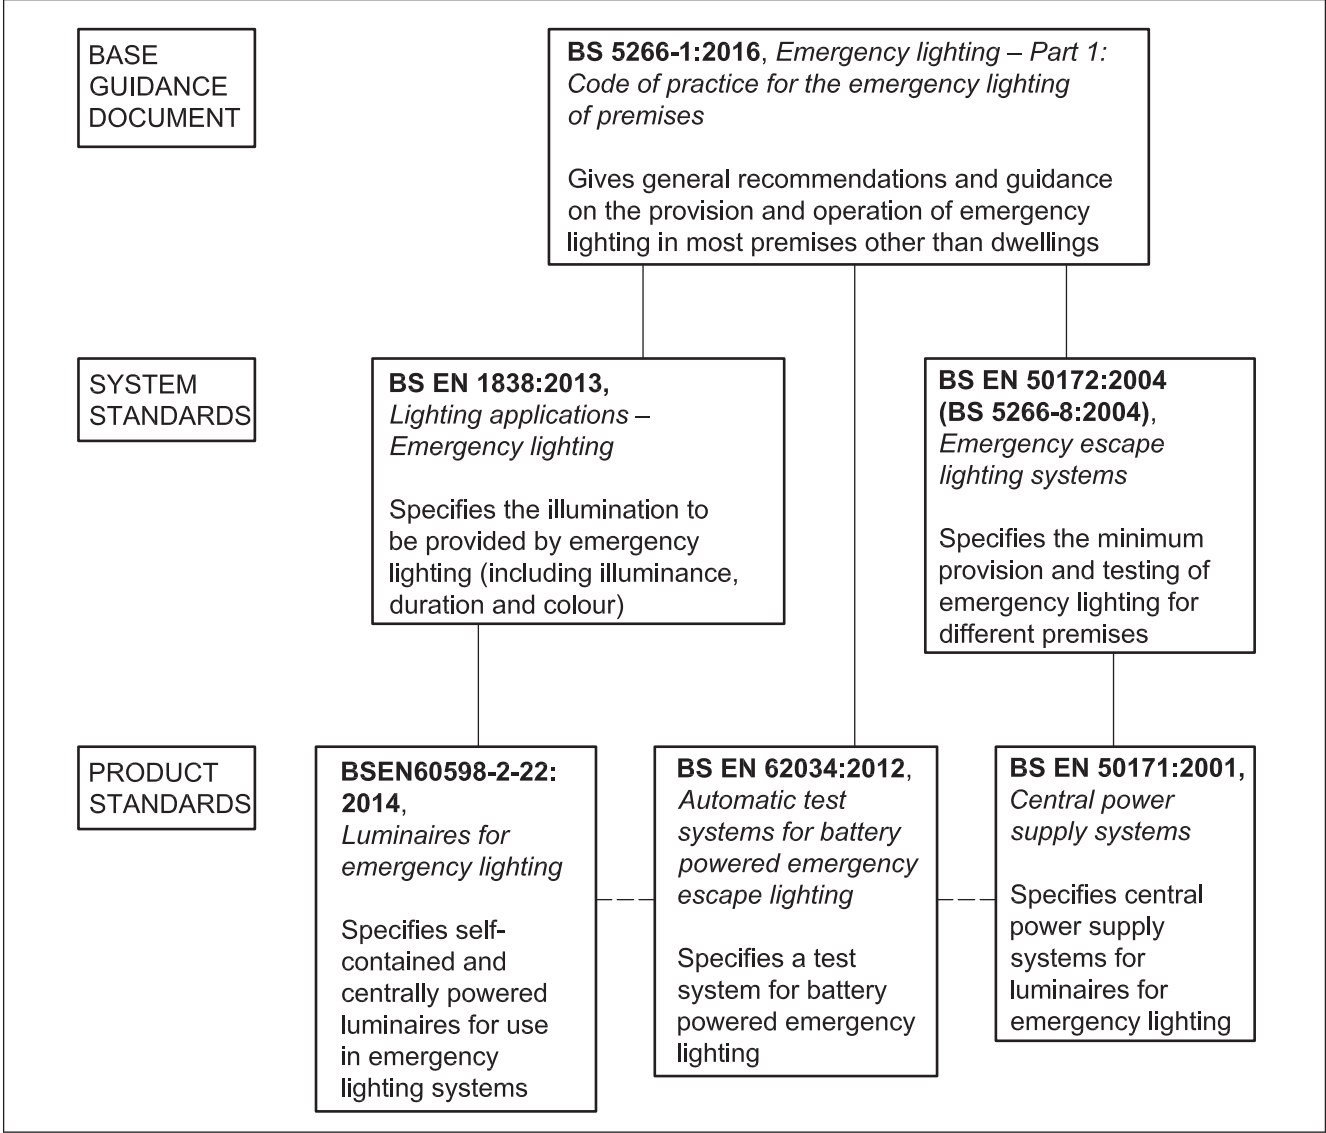 BASE
GUIDANCE
DOCUMENT
BS 5266-1:2016, Emergency lighting – Part 1:
Code of practice for the emergency lighting
of premises
Gives general recommendations and guidance
on the provision and operation of emergency
lighting in most premises other than dwellings
SYSTEM
STANDARDS
BS EN 1838:2013,
Lighting applications –
Emergency lighting
Specifies the illumination to
be provided by emergency
lighting (including illuminance,
duration and colour)
BS EN 50172:2004
(BS 5266-8:2004),
Emergency escape
lighting systems
Specifies the minimum
provision and testing of
emergency lighting for
different premises
PRODUCT
STANDARDS
BSEN60598-2-22:
2014,
Luminaires for
emergency lighting
Specifies self-
contained and
centrally powered
luminaires for use
in emergency
lighting systems
BS EN 62034:2012,
Automatic test
systems for battery
powered emergency
escape lighting
Specifies a test
system for battery
powered emergency
lighting
BS EN 50171:2001,
Central power
supply systems
Specifies central
power supply
systems for
luminaires for
emergency lighting